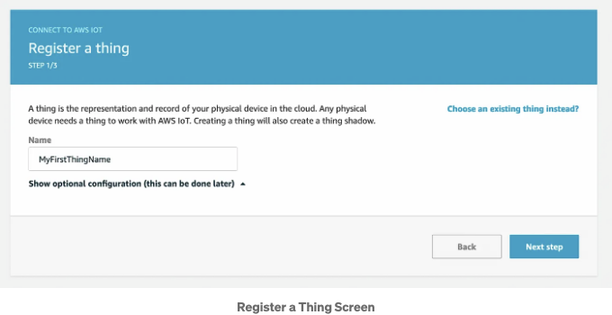 CONNECT TO AWS IOT
Register a thing
STEP 1/3
A thing is the representation and record of your physical device in the cloud. Any physical
device needs a thing to work with AWS IoT. Creating a thing will also create a thing shadow.
Choose an existing thing instead?
Name
MyFirstThingName
Show optional configuration (this can be done later)
Back
Next step
Register a Thing Screen